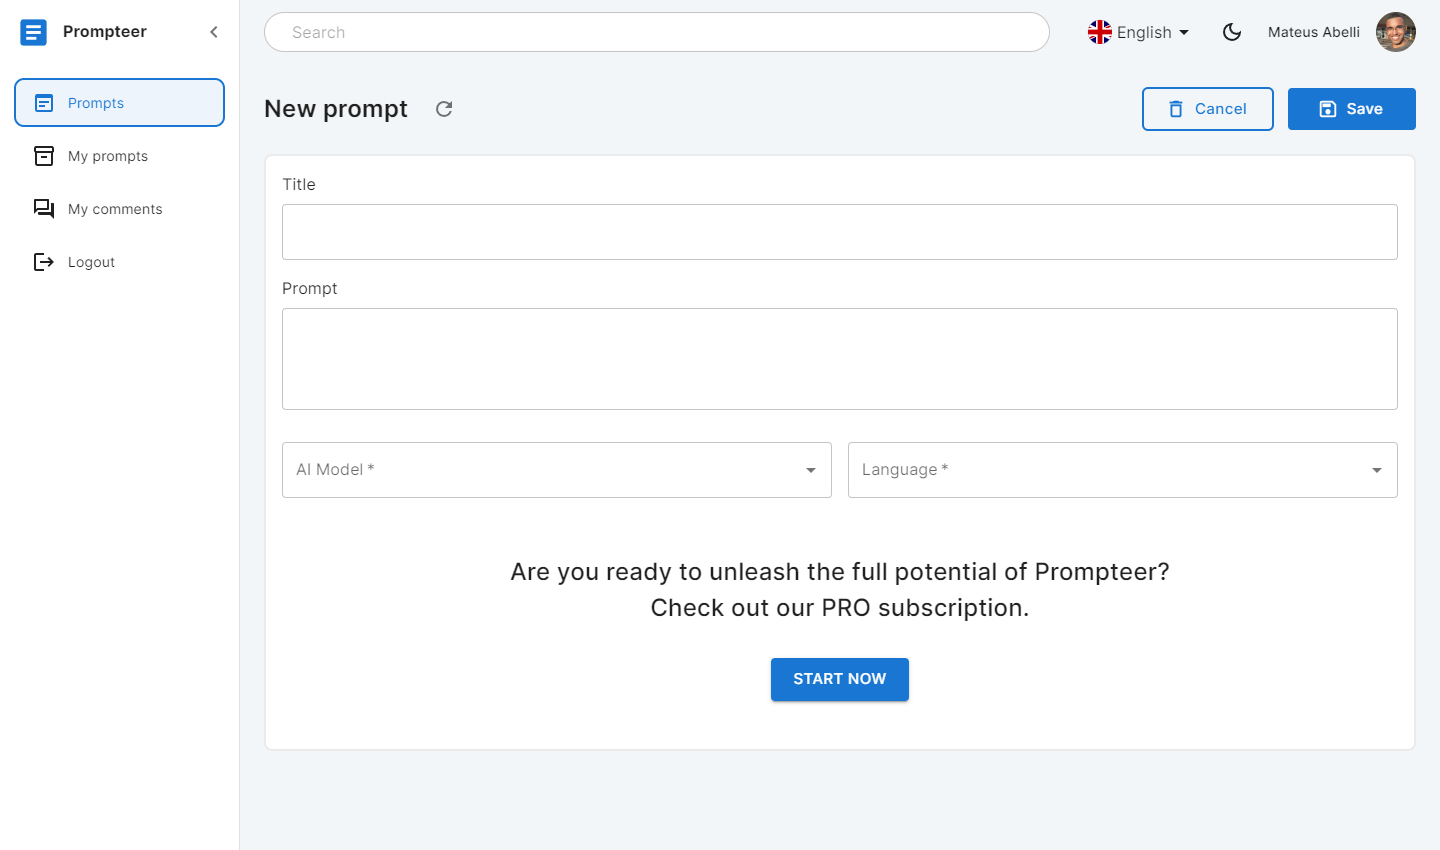 Prompteer
Search
English
Mateus Abelli
Prompts
My prompts
My comments
Logout
New prompt
Cancel
Save
Title
Prompt
AI Model *
Language *
Are you ready to unleash the full potential of Prompteer?
Check out our PRO subscription.
START NOW